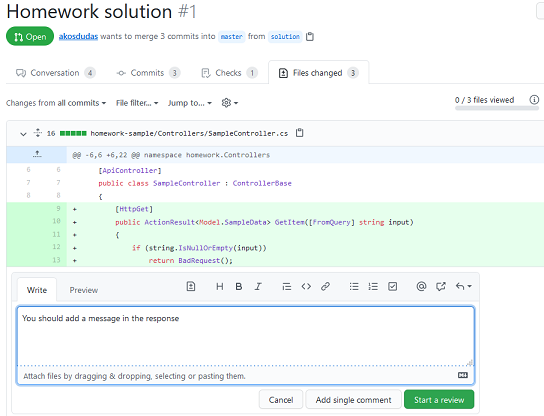 Homework solution #1
Open akosdudas wants to merge 3 commits into master from solution
Conversation 4 Commits 3 Checks 1 Files changed 3
Changes from all commits File filter... Jump to... 0 / 3 files viewed
16 homework-sample/Controllers/SampleController.cs
@@ -6,6 +6,22 @@ namespace homework.Controllers
6 6 [ApiController]
7 7 public class SampleController : ControllerBase
8 8 {
9 + [HttpGet]
10 + public ActionResult<Model.SampleData> GetItem([FromQuery] string input)
11 + {
12 + if (string.IsNullOrEmpty(input))
13 + return BadRequest();
Write Preview H B I
You should add a message in the response
Attach files by dragging & dropping, selecting or pasting them.
Cancel Add single comment Start a review